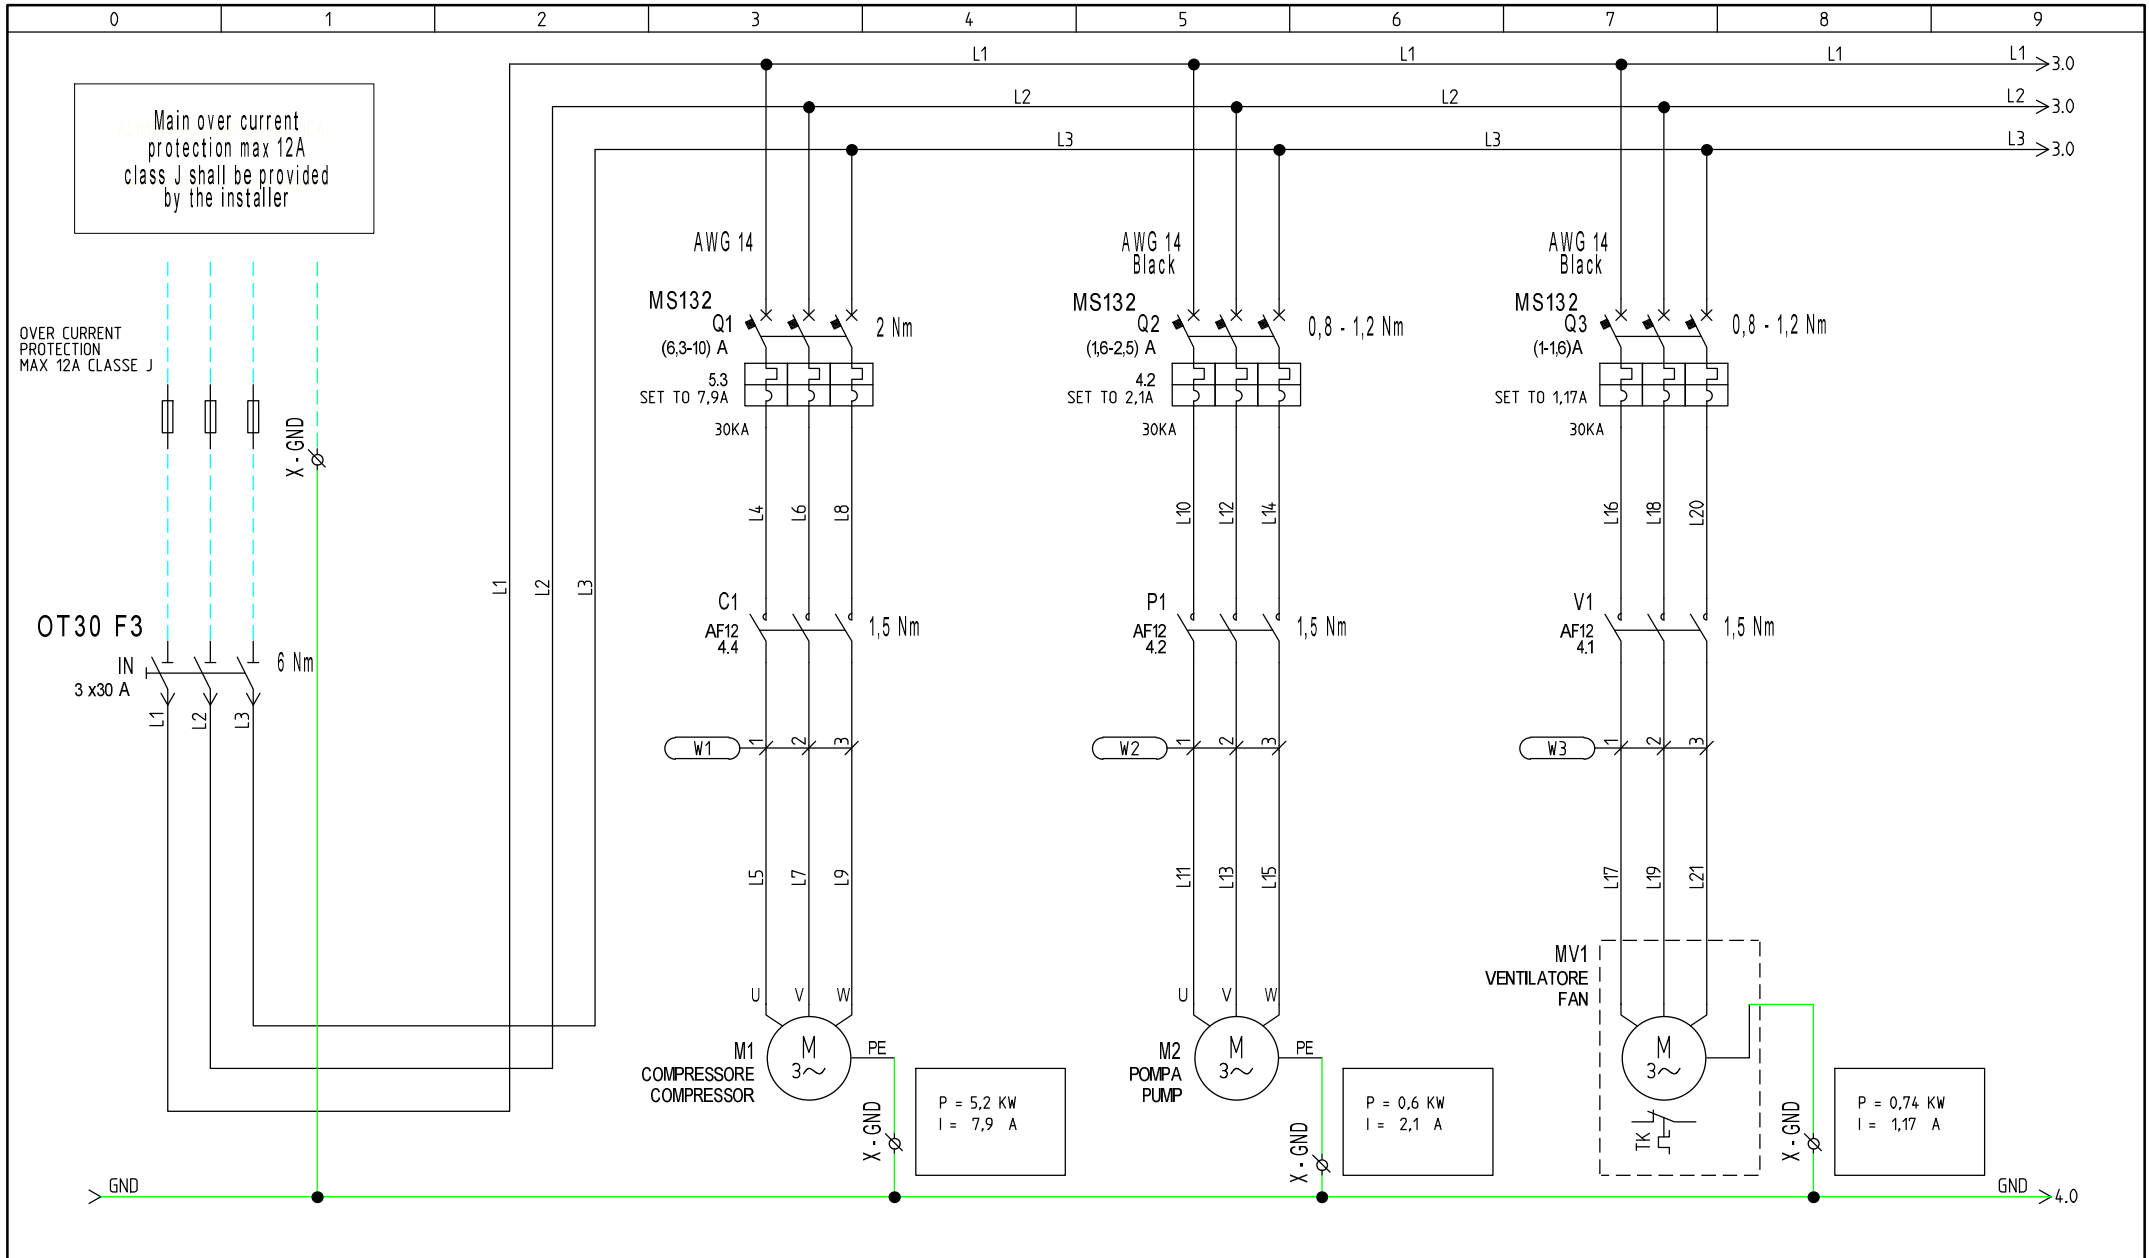 0 1 2 3 4 5 6 7 8 9
L1 L1 L1 L1 3.0
L2 L2 L2 3.0
L3 L3 L3 3.0
Main over current
protection max 12A
class J shall be provided
by the installer
OVER CURRENT
PROTECTION
MAX 12A CLASSE J
X - GND
OT30 F3
IN
3 x30 A
6 Nm
L1 L2 L3
L1 L2 L3
AWG 14
MS132
Q1
(6,3-10) A
2 Nm
5.3
SET TO 7,9A
30KA
L4 L6 L8
C1
AF12
4.4
1,5 Nm
W1 1 2 3
L5 L7 L9
U V W
M1
COMPRESSORE
COMPRESSOR
M
3~
PE
X - GND
P = 5,2 KW
I = 7,9 A
AWG 14
Black
MS132
Q2
(1,6-2,5) A
0,8 - 1,2 Nm
4.2
SET TO 2,1A
30KA
L10 L12 L14
P1
AF12
4.2
1,5 Nm
W2 1 2 3
L11 L13 L15
U V W
M2
POMPA
PUMP
M
3~
PE
X - GND
P = 0,6 KW
I = 2,1 A
AWG 14
Black
MS132
Q3
(1-1,6)A
0,8 - 1,2 Nm
SET TO 1,17A
30KA
L16 L18 L20
V1
AF12
4.1
1,5 Nm
W3 1 2 3
L17 L19 L21
MV1
VENTILATORE
FAN
M
3~
TK
X - GND
P = 0,74 KW
I = 1,17 A
GND GND 4.0